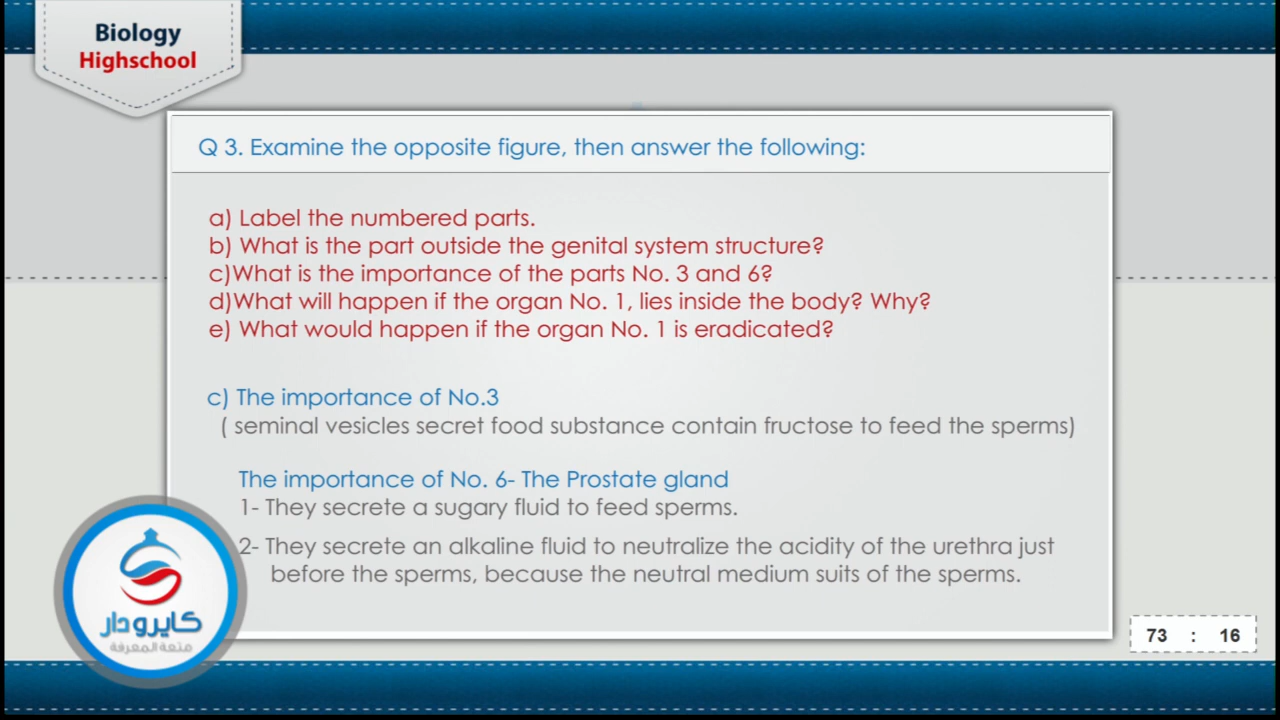 Biology
Highschool
Q 3. Examine the opposite figure, then answer the following:
a) Label the numbered parts.
b) What is the part outside the genital system structure?
c)What is the importance of the parts No. 3 and 6?
d)What will happen if the organ No. 1, lies inside the body? Why?
e) What would happen if the organ No. 1 is eradicated?
c) The importance of No.3
( seminal vesicles secret food substance contain fructose to feed the sperms)
The importance of No. 6- The Prostate gland
1- They secrete a sugary fluid to feed sperms.
2- They secrete an alkaline fluid to neutralize the acidity of the urethra just
before the sperms, because the neutral medium suits of the sperms.
كايرودار
متعة المعرفة
73 : 16